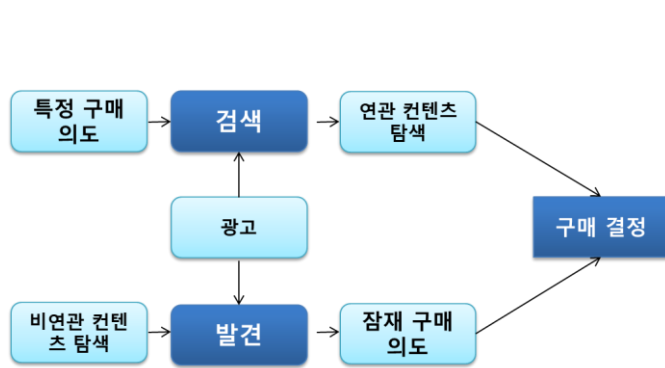 특정 구매
의도
검색
연관 컨텐츠
탐색
광고
구매 결정
비연관 컨텐
츠 탐색
발견
잠재 구매
의도